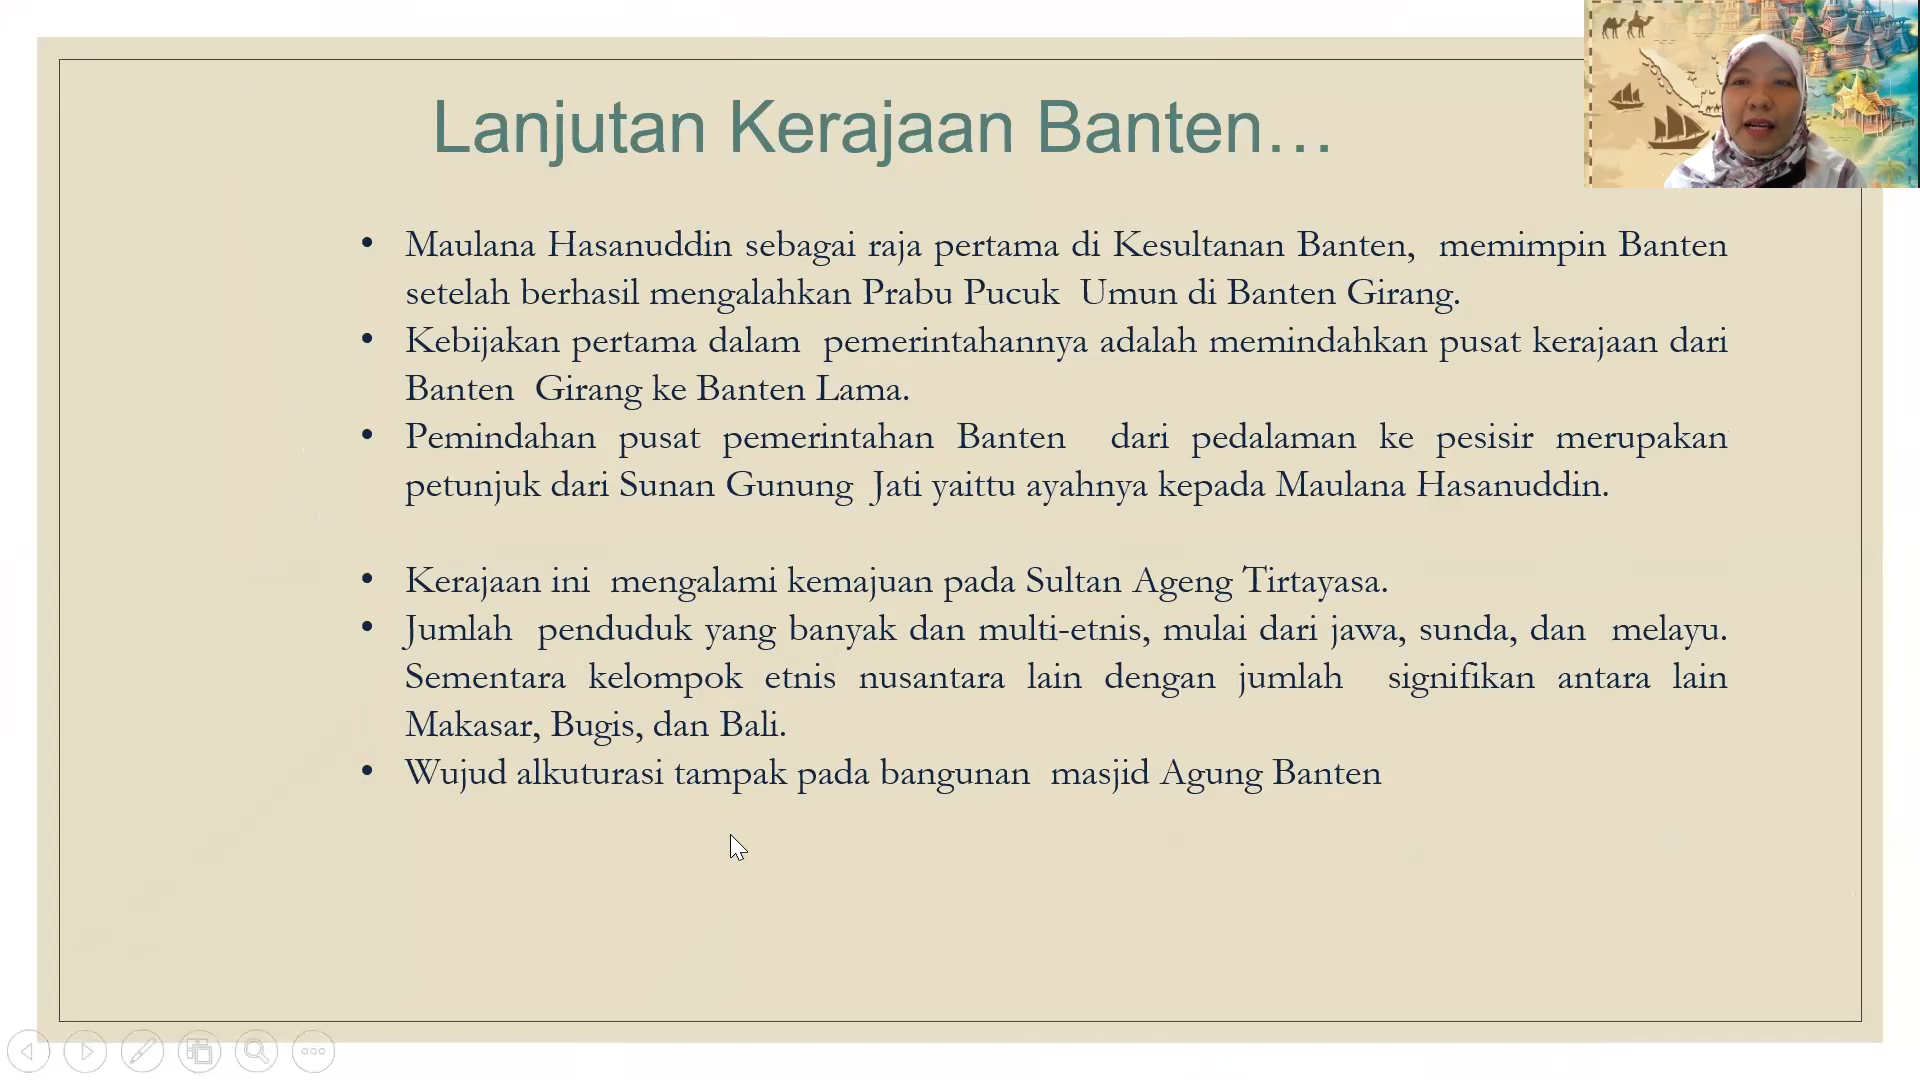 Lanjutan Kerajaan Banten...
• Maulana Hasanuddin sebagai raja pertama di Kesultanan Banten, memimpin Banten
setelah berhasil mengalahkan Prabu Pucuk Umun di Banten Girang.
• Kebijakan pertama dalam pemerintahannya adalah memindahkan pusat kerajaan dari
Banten Girang ke Banten Lama.
• Pemindahan pusat pemerintahan Banten dari pedalaman ke pesisir merupakan
petunjuk dari Sunan Gunung Jati yaittu ayahnya kepada Maulana Hasanuddin.
• Kerajaan ini mengalami kemajuan pada Sultan Ageng Tirtayasa.
• Jumlah penduduk yang banyak dan multi-etnis, mulai dari jawa, sunda, dan melayu.
Sementara kelompok etnis nusantara lain dengan jumlah signifikan antara lain
Makasar, Bugis, dan Bali.
• Wujud alkuturasi tampak pada bangunan masjid Agung Banten